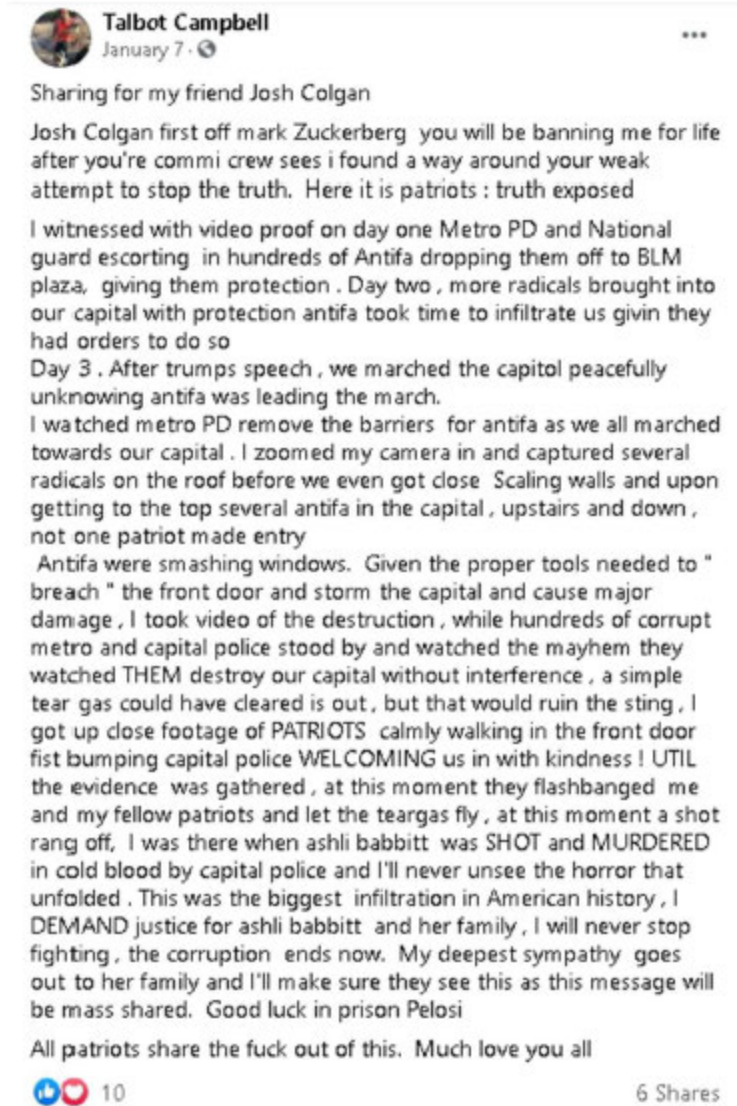 Talbot Campbell
January 7 ·
Sharing for my friend Josh Colgan
Josh Colgan first off mark Zuckerberg you will be banning me for life
after you're commi crew sees i found a way around your weak
attempt to stop the truth. Here it is patriots : truth exposed
I witnessed with video proof on day one Metro PD and National
guard escorting in hundreds of Antifa dropping them off to BLM
plaza, giving them protection . Day two , more radicals brought into
our capital with protection antifa took time to infiltrate us givin they
had orders to do so
Day 3 . After trumps speech , we marched the capitol peacefully
unknowing antifa was leading the march.
I watched metro PD remove the barriers for antifa as we all marched
towards our capital . I zoomed my camera in and captured several
radicals on the roof before we even got close Scaling walls and upon
getting to the top several antifa in the capital , upstairs and down ,
not one patriot made entry
Antifa were smashing windows. Given the proper tools needed to "
breach " the front door and storm the capital and cause major
damage , I took video of the destruction , while hundreds of corrupt
metro and capital police stood by and watched the mayhem they
watched THEM destroy our capital without interference , a simple
tear gas could have cleared is out , but that would ruin the sting , I
got up close footage of PATRIOTS calmly walking in the front door
fist bumping capital police WELCOMING us in with kindness ! UTIL
the evidence was gathered , at this moment they flashbanged me
and my fellow patriots and let the teargas fly , at this moment a shot
rang off, I was there when ashli babbitt was SHOT and MURDERED
in cold blood by capital police and I'll never unsee the horror that
unfolded . This was the biggest infiltration in American history , I
DEMAND justice for ashli babbitt and her family , I will never stop
fighting , the corruption ends now. My deepest sympathy goes
out to her family and I'll make sure they see this as this message will
be mass shared. Good luck in prison Pelosi
All patriots share the fuck out of this. Much love you all
10
6 Shares